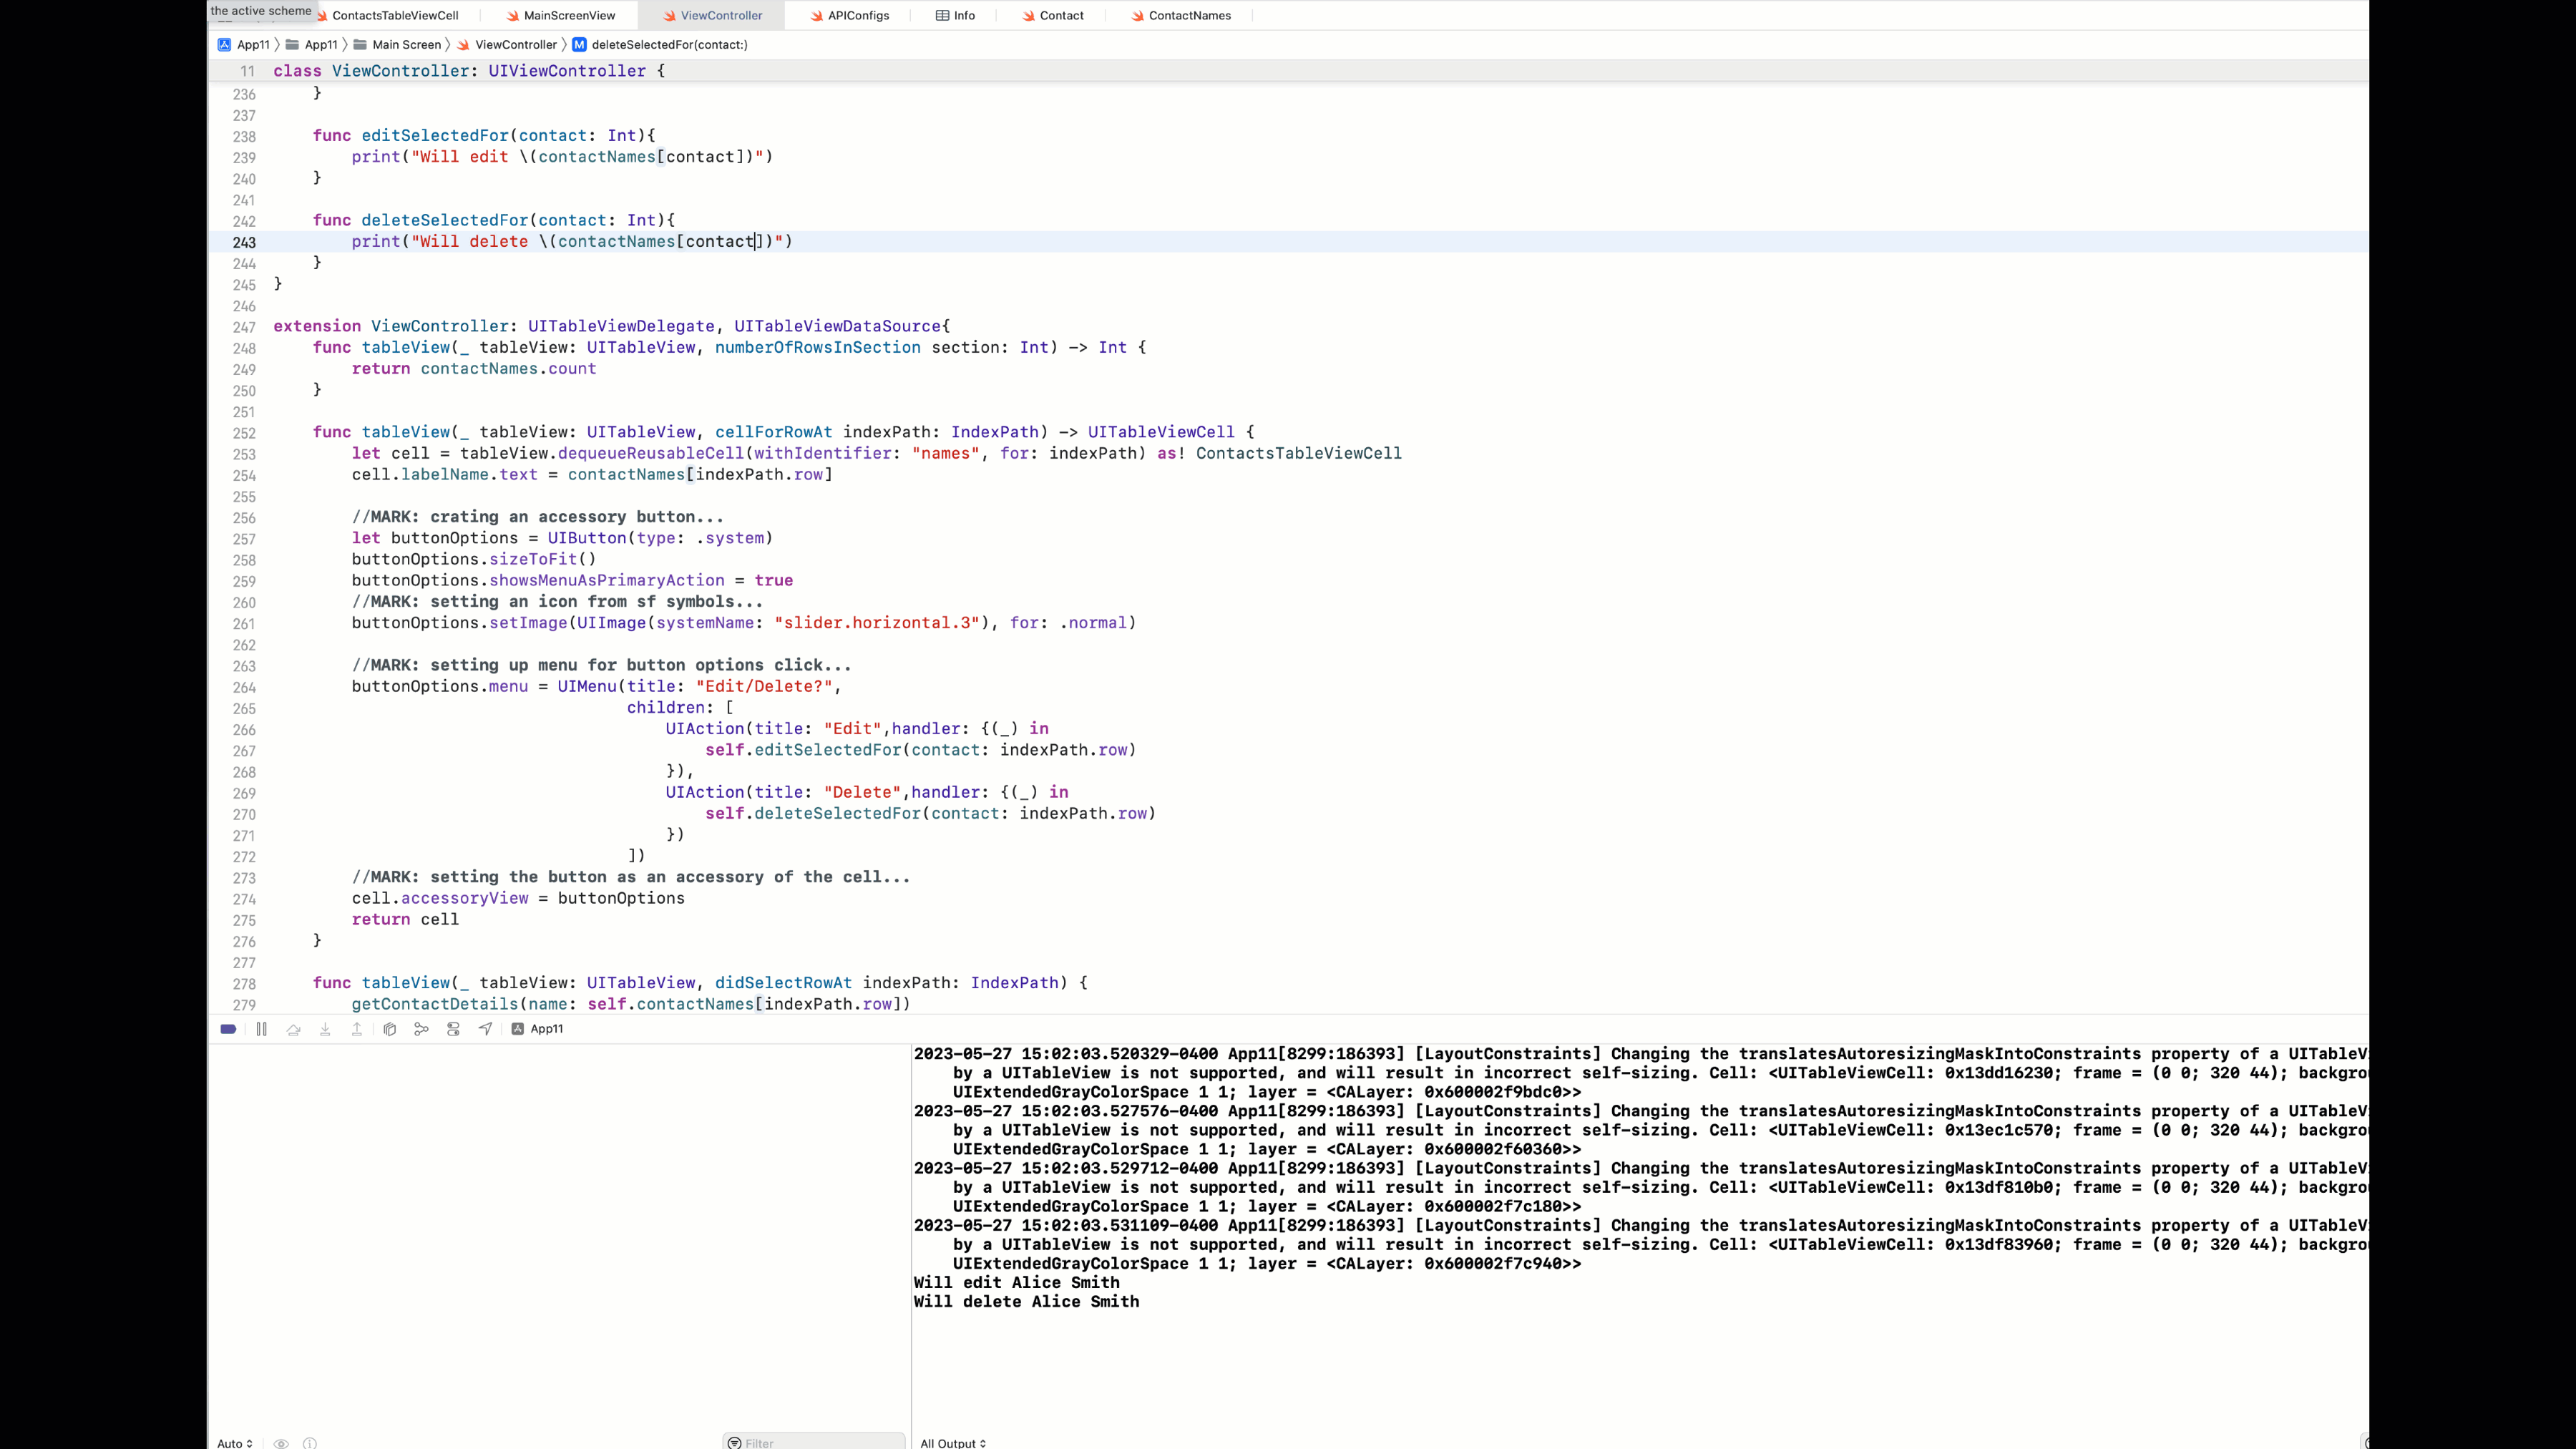 the active scheme
ContactsTableViewCell MainScreenView ViewController APIConfigs Info Contact ContactNames
App11 App11 Main Screen ViewController M deleteSelectedFor(contact:)
11 class ViewController: UIViewController {
236 }
237
238 func editSelectedFor(contact: Int){
239 print("Will edit \(contactNames[contact])")
240 }
241
242 func deleteSelectedFor(contact: Int){
243 print("Will delete \(contactNames[contact])")
244 }
245 }
246
247 extension ViewController: UITableViewDelegate, UITableViewDataSource{
248 func tableView(_ tableView: UITableView, numberOfRowsInSection section: Int) -> Int {
249 return contactNames.count
250 }
251
252 func tableView(_ tableView: UITableView, cellForRowAt indexPath: IndexPath) -> UITableViewCell {
253 let cell = tableView.dequeueReusableCell(withIdentifier: "names", for: indexPath) as! ContactsTableViewCell
254 cell.labelName.text = contactNames[indexPath.row]
255
256 //MARK: crating an accessory button...
257 let buttonOptions = UIButton(type: .system)
258 buttonOptions.sizeToFit()
259 buttonOptions.showsMenuAsPrimaryAction = true
260 //MARK: setting an icon from sf symbols...
261 buttonOptions.setImage(UIImage(systemName: "slider.horizontal.3"), for: .normal)
262
263 //MARK: setting up menu for button options click...
264 buttonOptions.menu = UIMenu(title: "Edit/Delete?",
265 children: [
266 UIAction(title: "Edit",handler: {(_) in
267 self.editSelectedFor(contact: indexPath.row)
268 }),
269 UIAction(title: "Delete",handler: {(_) in
270 self.deleteSelectedFor(contact: indexPath.row)
271 })
272 ])
273 //MARK: setting the button as an accessory of the cell...
274 cell.accessoryView = buttonOptions
275 return cell
276 }
277
278 func tableView(_ tableView: UITableView, didSelectRowAt indexPath: IndexPath) {
279 getContactDetails(name: self.contactNames[indexPath.row])
App11
2023-05-27 15:02:03.520329-0400 App11[8299:186393] [LayoutConstraints] Changing the translatesAutoresizingMaskIntoConstraints property of a UITableV
by a UITableView is not supported, and will result in incorrect self-sizing. Cell: <UITableViewCell: 0x13dd16230; frame = (0 0; 320 44); backgrou
UIExtendedGrayColorSpace 1 1; layer = <CALayer: 0x600002f9bdc0>>
2023-05-27 15:02:03.527576-0400 App11[8299:186393] [LayoutConstraints] Changing the translatesAutoresizingMaskIntoConstraints property of a UITableV
by a UITableView is not supported, and will result in incorrect self-sizing. Cell: <UITableViewCell: 0x13ec1c570; frame = (0 0; 320 44); backgrou
UIExtendedGrayColorSpace 1 1; layer = <CALayer: 0x600002f60360>>
2023-05-27 15:02:03.529712-0400 App11[8299:186393] [LayoutConstraints] Changing the translatesAutoresizingMaskIntoConstraints property of a UITableV
by a UITableView is not supported, and will result in incorrect self-sizing. Cell: <UITableViewCell: 0x13df810b0; frame = (0 0; 320 44); backgrou
UIExtendedGrayColorSpace 1 1; layer = <CALayer: 0x600002f7c180>>
2023-05-27 15:02:03.531109-0400 App11[8299:186393] [LayoutConstraints] Changing the translatesAutoresizingMaskIntoConstraints property of a UITableV
by a UITableView is not supported, and will result in incorrect self-sizing. Cell: <UITableViewCell: 0x13df83960; frame = (0 0; 320 44); backgrou
UIExtendedGrayColorSpace 1 1; layer = <CALayer: 0x600002f7c940>>
Will edit Alice Smith
Will delete Alice Smith
Auto Filter All Output